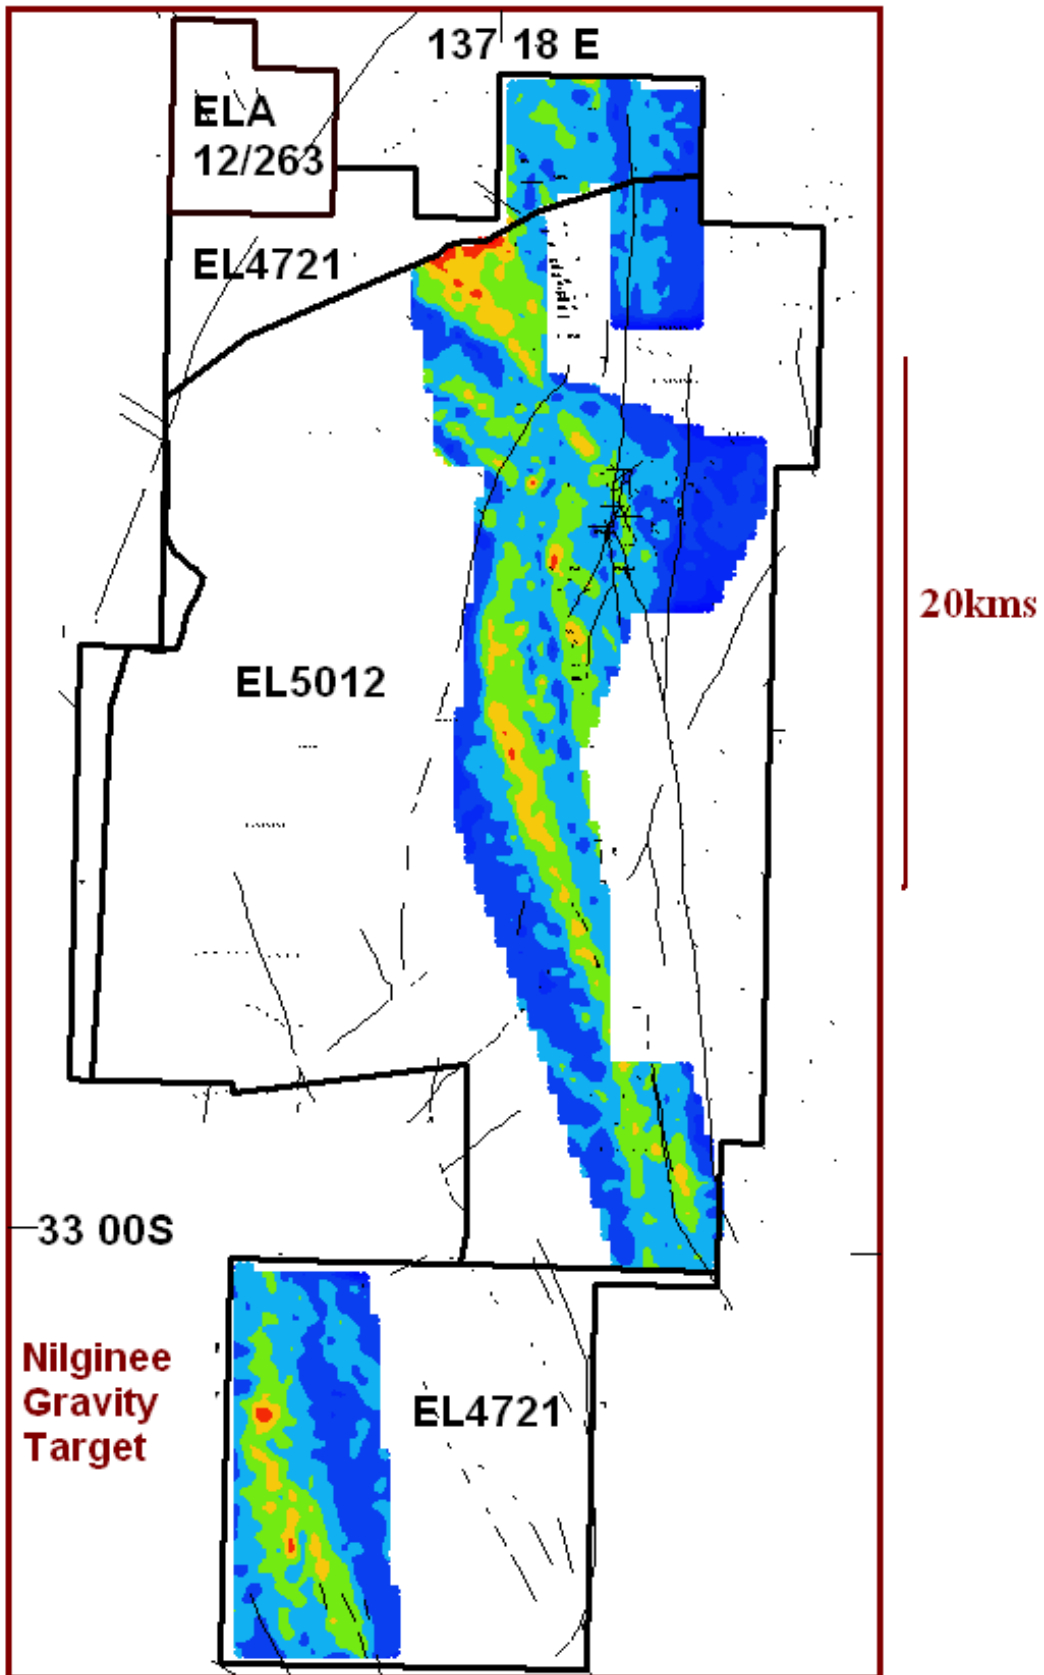 137 18 E
ELA
12/263
EL4721
20kms
EL5012
33 00S
Nilginee
Gravity
Target
EL4721